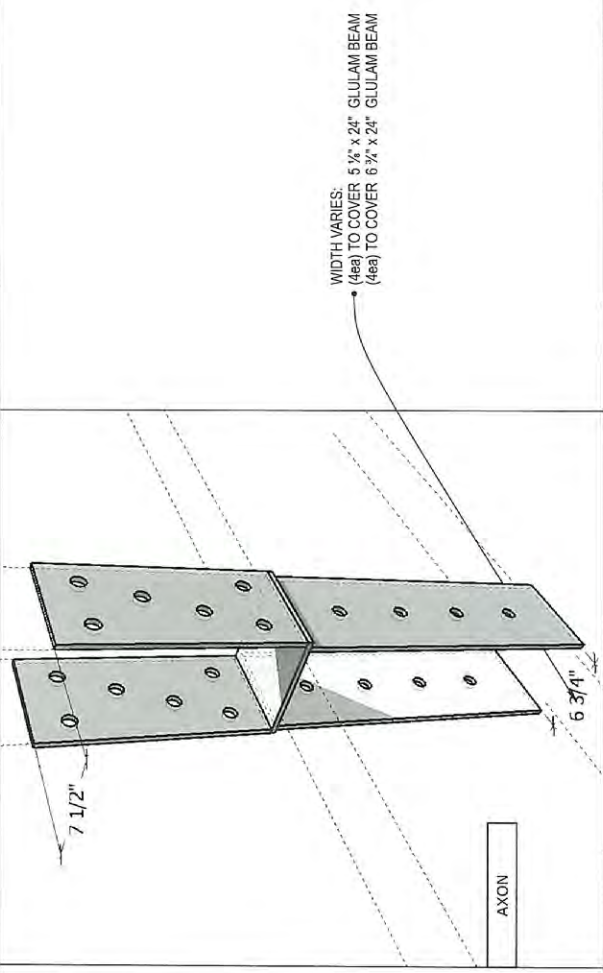 WIDTH VARIES:
(4ea) TO COVER 5 ⅛" x 24" GLULAM BEAM
(4ea) TO COVER 6 ¾" x 24" GLULAM BEAM
7 1/2"
6 3/4"
AXON